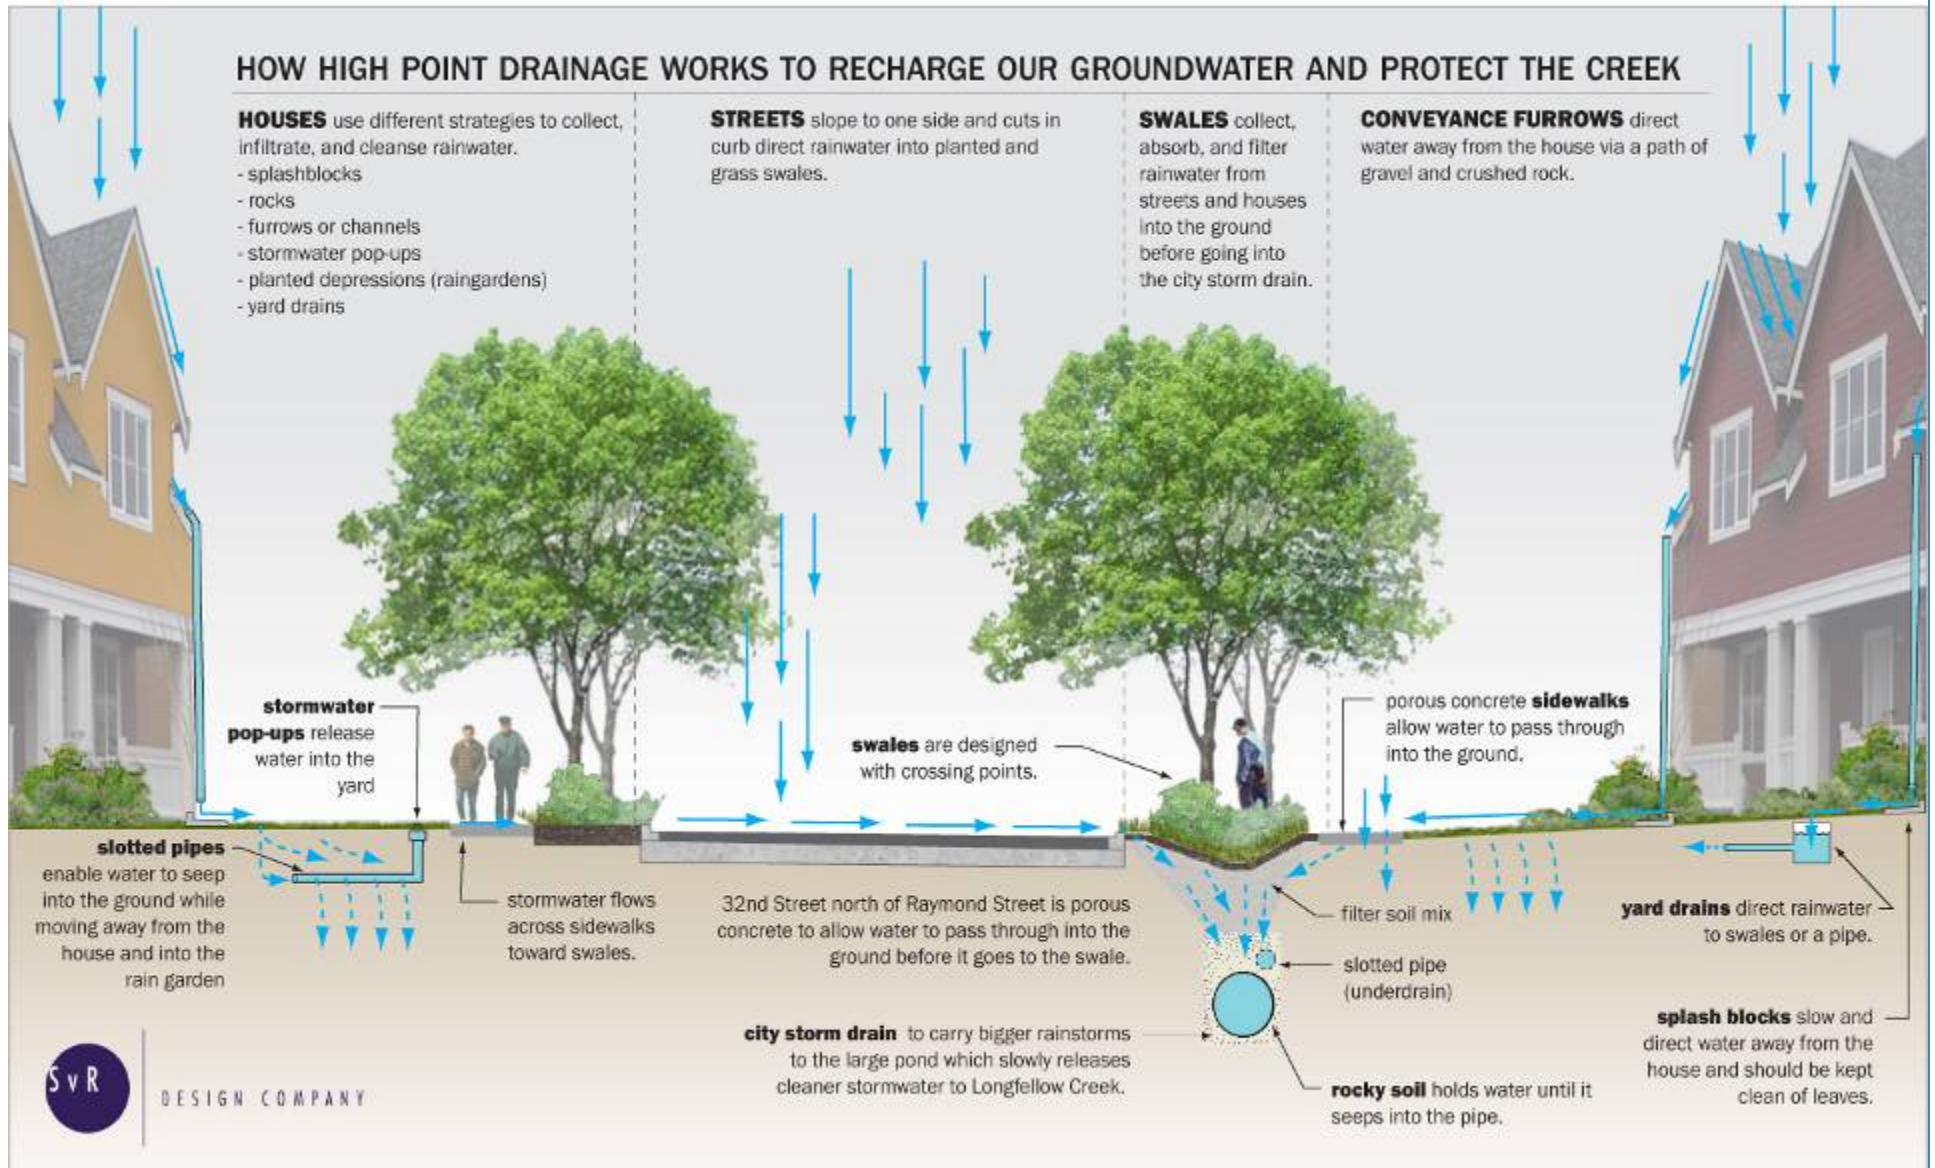 HOW HIGH POINT DRAINAGE WORKS TO RECHARGE OUR GROUNDWATER AND PROTECT THE CREEK
HOUSES use different strategies to collect,
infiltrate, and cleanse rainwater.
- splashblocks
- rocks
- furrows or channels
- stormwater pop-ups
- planted depressions (raingardens)
- yard drains
STREETS slope to one side and cuts in
curb direct rainwater into planted and
grass swales.
SWALES collect,
absorb, and filter
rainwater from
streets and houses
into the ground
before going into
the city storm drain.
CONVEYANCE FURROWS direct
water away from the house via a path of
gravel and crushed rock.
stormwater
pop-ups release
water into the
yard
swales are designed
with crossing points.
porous concrete sidewalks
allow water to pass through
into the ground.
slotted pipes
enable water to seep
into the ground while
moving away from the
house and into the
rain garden
stormwater flows
across sidewalks
toward swales.
32nd Street north of Raymond Street is porous
concrete to allow water to pass through into the
ground before it goes to the swale.
filter soil mix
slotted pipe
(underdrain)
yard drains direct rainwater
to swales or a pipe.
city storm drain to carry bigger rainstorms
to the large pond which slowly releases
cleaner stormwater to Longfellow Creek.
rocky soil holds water until it
seeps into the pipe.
splash blocks slow and
direct water away from the
house and should be kept
clean of leaves.
SvR
DESIGN COMPANY